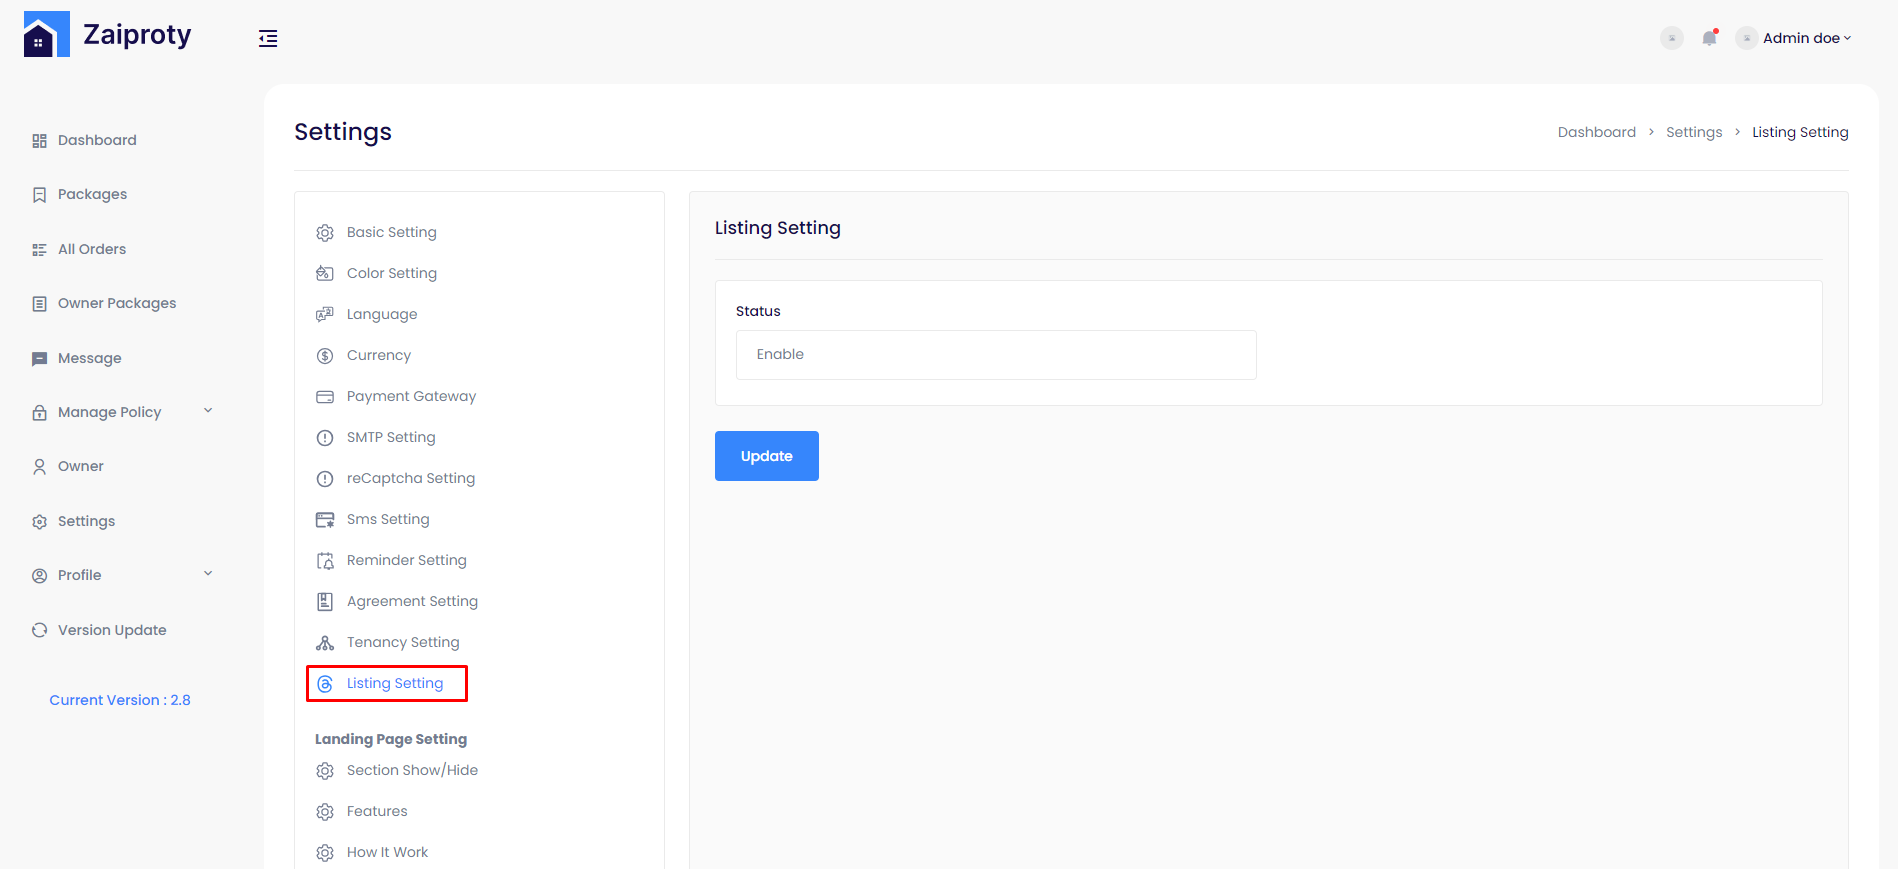 Zaiproty
Admin doe
Dashboard
Packages
All Orders
Owner Packages
Message
Manage Policy
Owner
Settings
Profile
Version Update
Current Version : 2.8
Settings
Dashboard > Settings > Listing Setting
Basic Setting
Color Setting
Language
Currency
Payment Gateway
SMTP Setting
reCaptcha Setting
Sms Setting
Reminder Setting
Agreement Setting
Tenancy Setting
Listing Setting
Landing Page Setting
Section Show/Hide
Features
How It Work
Listing Setting
Status
Enable
Update